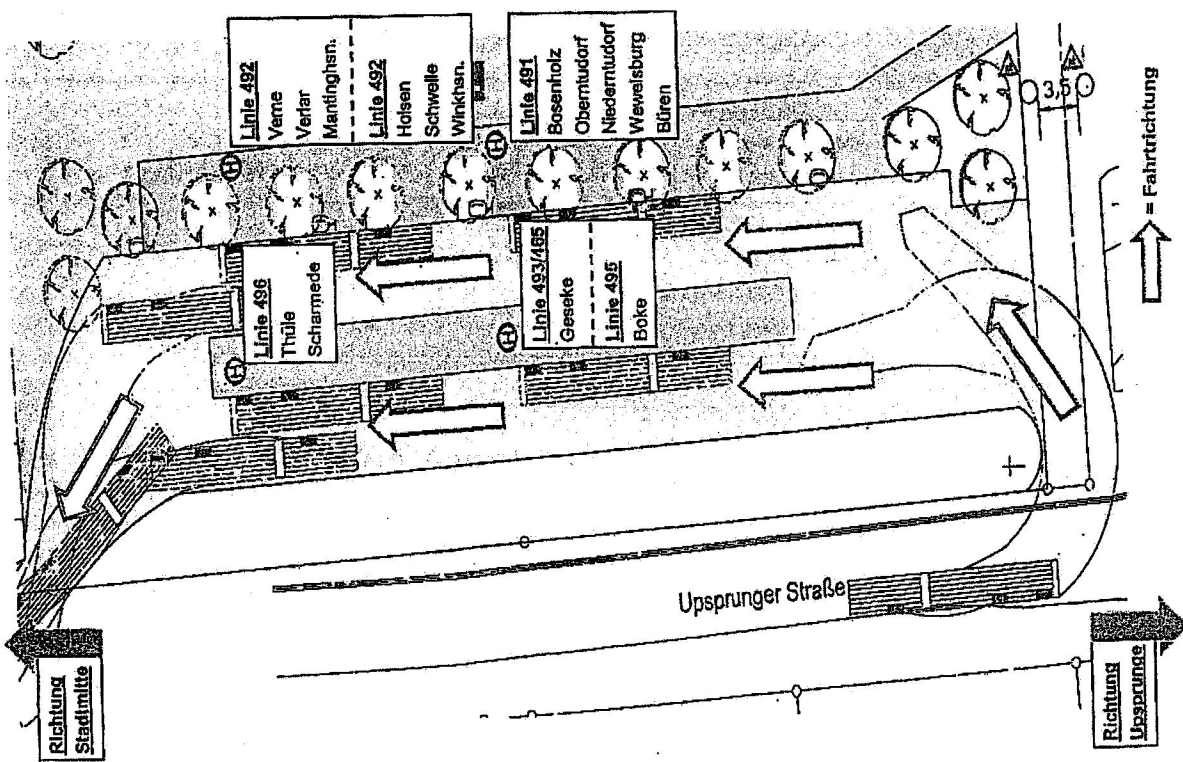 Linie 492
Verne
Verlar
Mantinghsn.
Linie 492
Holsen
Schwelle
Winkhsn.
Linie 491
Bosenholz
Oberntudorf
Niederntudorf
Wewelsburg
Büren
H
H
Linie 496
Thüle
Scharmede
Linie 493/465
Geseke
Linie 495
Boke
H
H
3,5
= Fahrtrichtung
Upsprunger Straße
Richtung
Stadtmitte
Richtung
Upsprunge